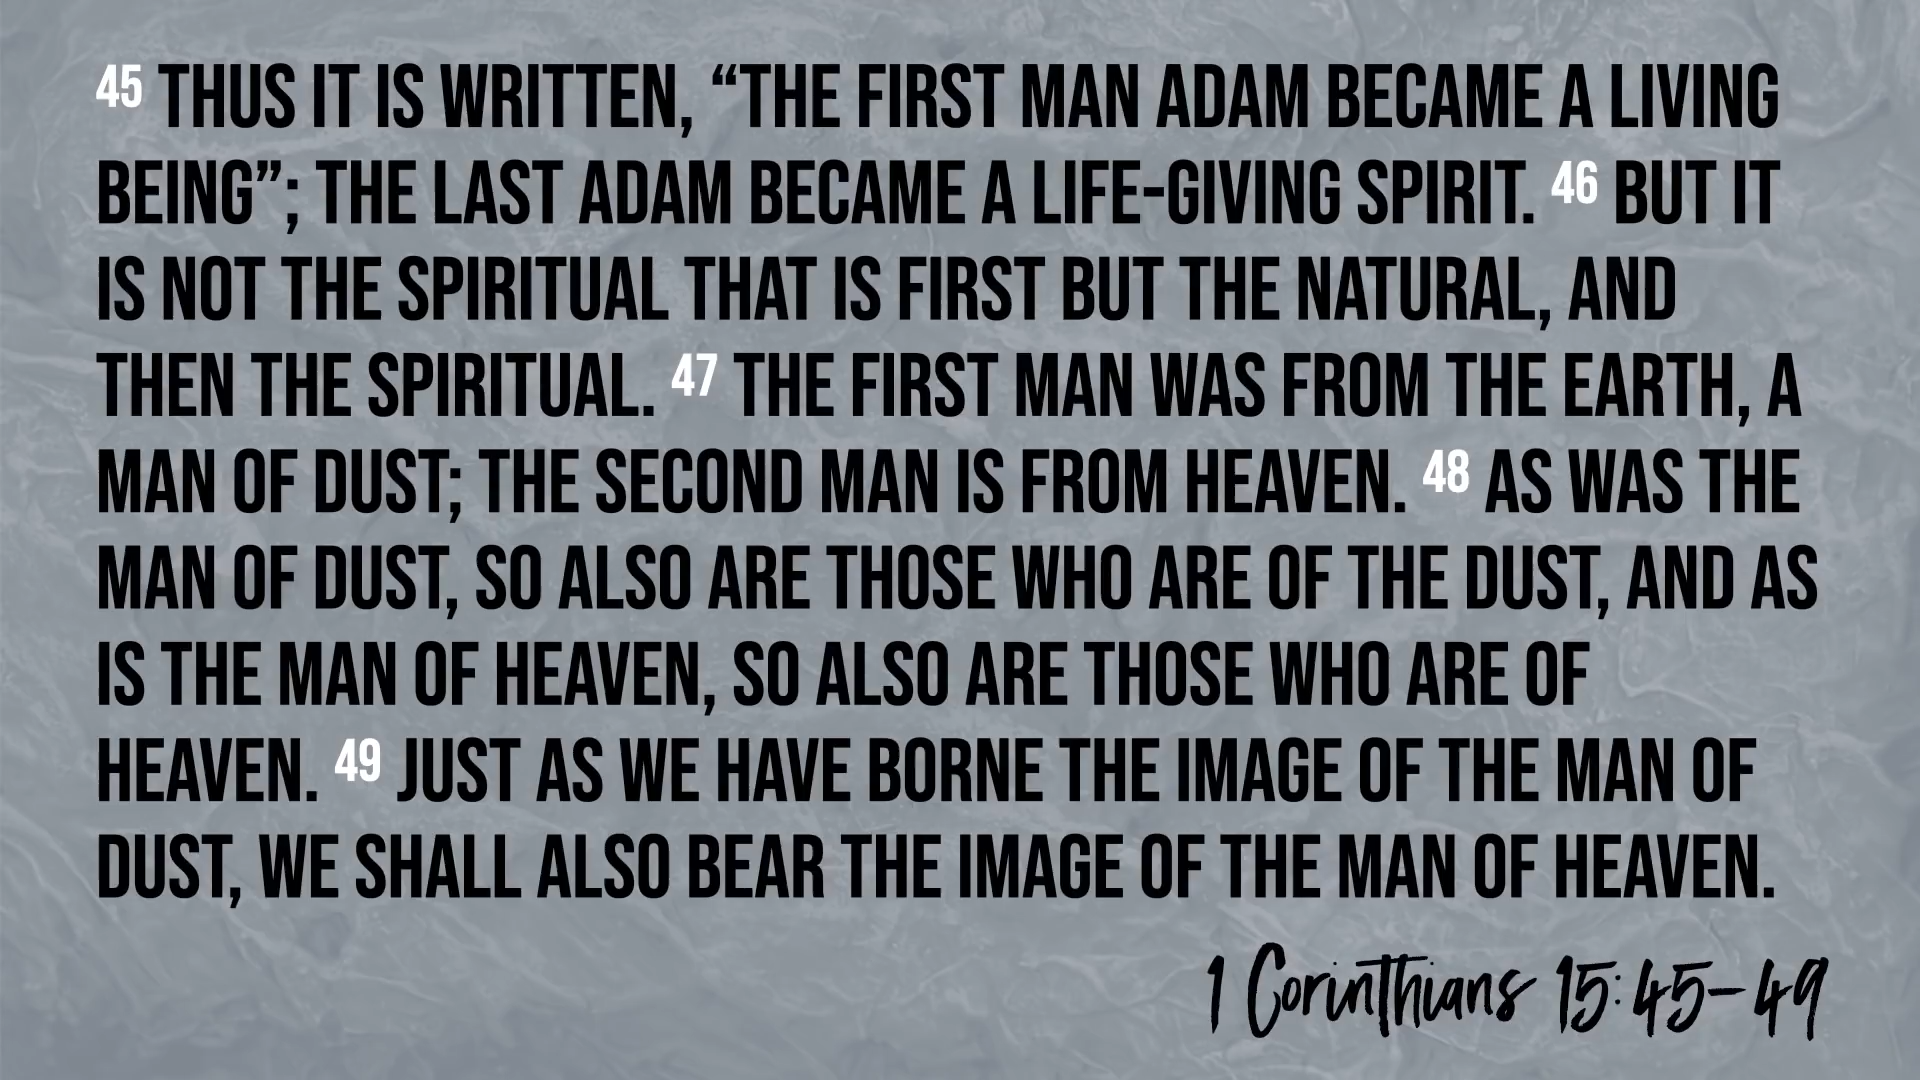 45 THUS IT IS WRITTEN, “THE FIRST MAN ADAM BECAME A LIVING
BEING”; THE LAST ADAM BECAME A LIFE-GIVING SPIRIT. 46 BUT IT
IS NOT THE SPIRITUAL THAT IS FIRST BUT THE NATURAL, AND
THEN THE SPIRITUAL. 47 THE FIRST MAN WAS FROM THE EARTH, A
MAN OF DUST; THE SECOND MAN IS FROM HEAVEN. 48 AS WAS THE
MAN OF DUST, SO ALSO ARE THOSE WHO ARE OF THE DUST, AND AS
IS THE MAN OF HEAVEN, SO ALSO ARE THOSE WHO ARE OF
HEAVEN. 49 JUST AS WE HAVE BORNE THE IMAGE OF THE MAN OF
DUST, WE SHALL ALSO BEAR THE IMAGE OF THE MAN OF HEAVEN.
1 Corinthians 15:45–49